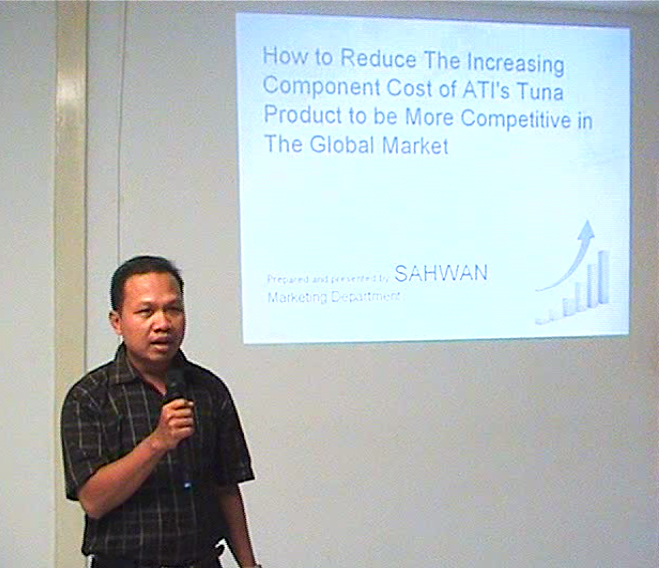 How to Reduce The Increasing
Component Cost of ATI's Tuna
Product to be More Competitive in
The Global Market
Prepared and presented by SAHWAN
Marketing Department